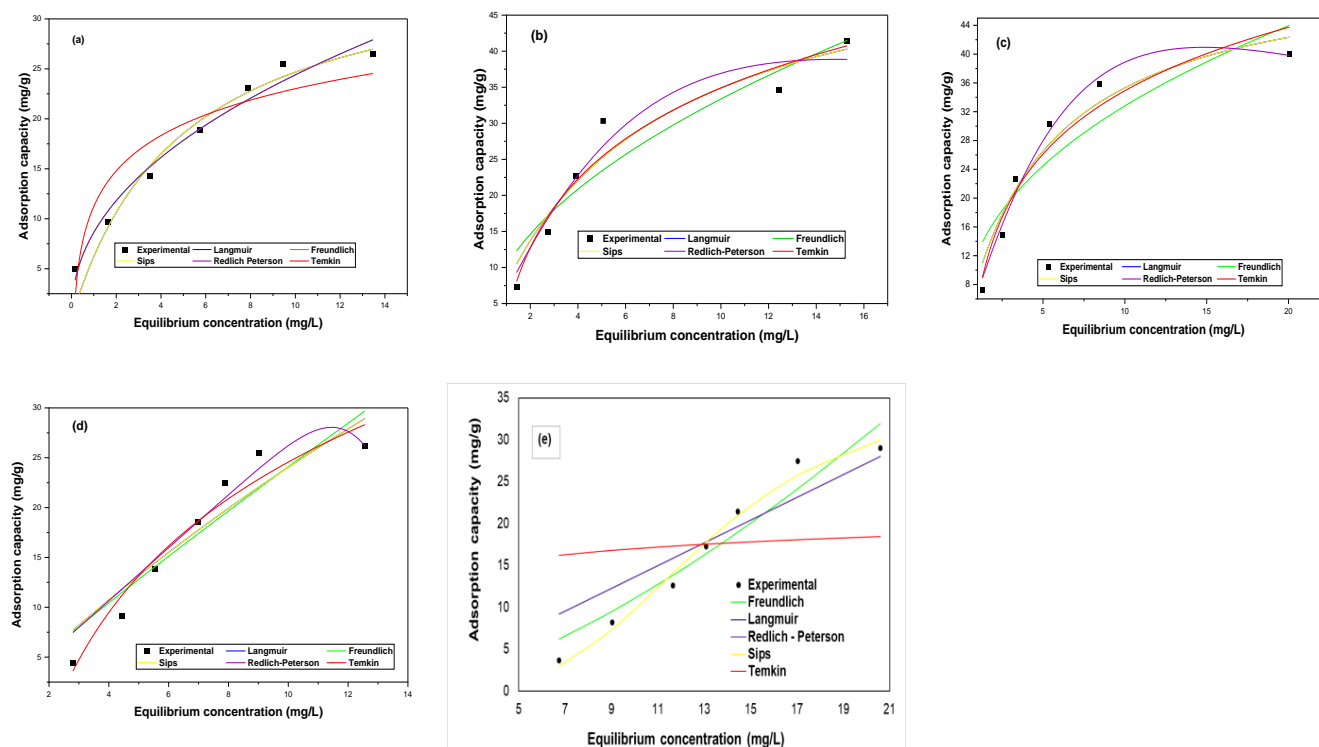 (a)
Adsorption capacity (mg/g)
30
25
20
15
10
5
Experimental Langmuir Freundlich
Sips Redlich Peterson Temkin
0 2 4 6 8 10 12 14
Equilibrium concentration (mg/L)
(b)
Adsorption capacity (mg/g)
45
40
35
30
25
20
15
10
5
Experimental Langmuir Freundlich
Sips Redlich-Peterson Temkin
2 4 6 8 10 12 14 16
Equilibrium concentration (mg/L)
(c)
Adsorption capacity (mg/g)
44
40
36
32
28
24
20
16
12
8
Experimental Langmuir Freundlich
Sips Redlich-Peterson Temkin
5 10 15 20
Equilibrium concentration (mg/L)
(d)
Adsorption capacity (mg/g)
30
25
20
15
10
5
Experimental Langmuir Freundlich
Sips Redlich-Peterson Temkin
2 4 6 8 10 12 14
Equilibrium concentration (mg/L)
(e)
Adsorption capacity (mg/g)
35
30
25
20
15
10
5
0
Experimental
Freundlich
Langmuir
Redlich - Peterson
Sips
Temkin
5 7 9 11 13 15 17 19 21
Equilibrium concentration (mg/L)